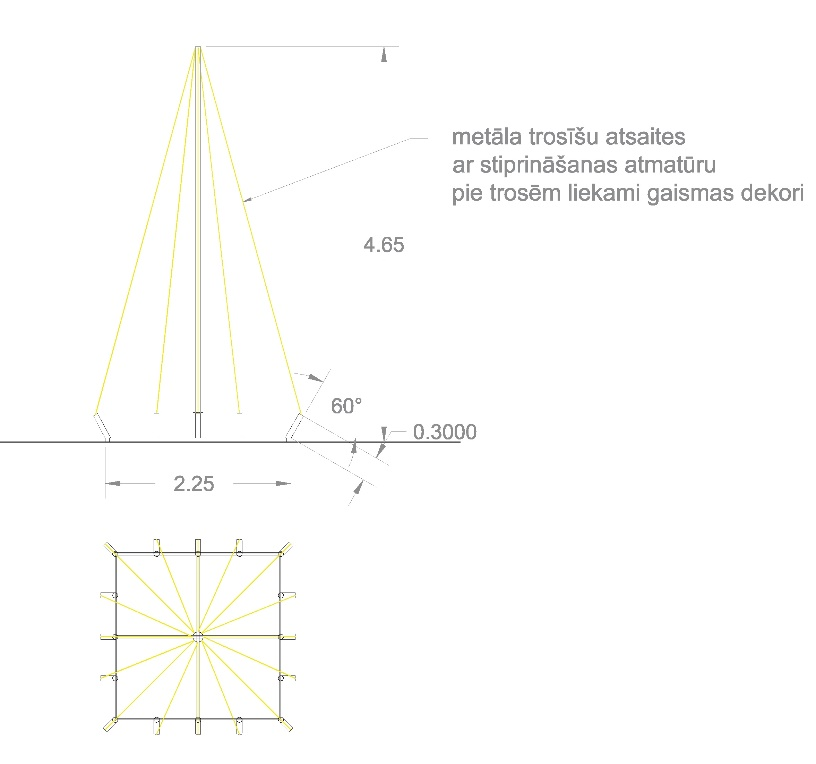 metāla trosīšu atsaites
ar stiprināšanas atmatūru
pie trosēm liekami gaismas dekori
4.65
60°
0.3000
2.25